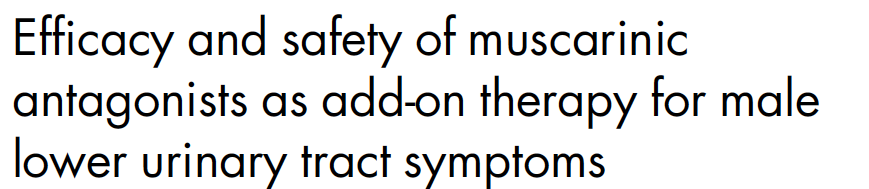 Efficacy and safety of muscarinic
antagonists as add-on therapy for male
lower urinary tract symptoms